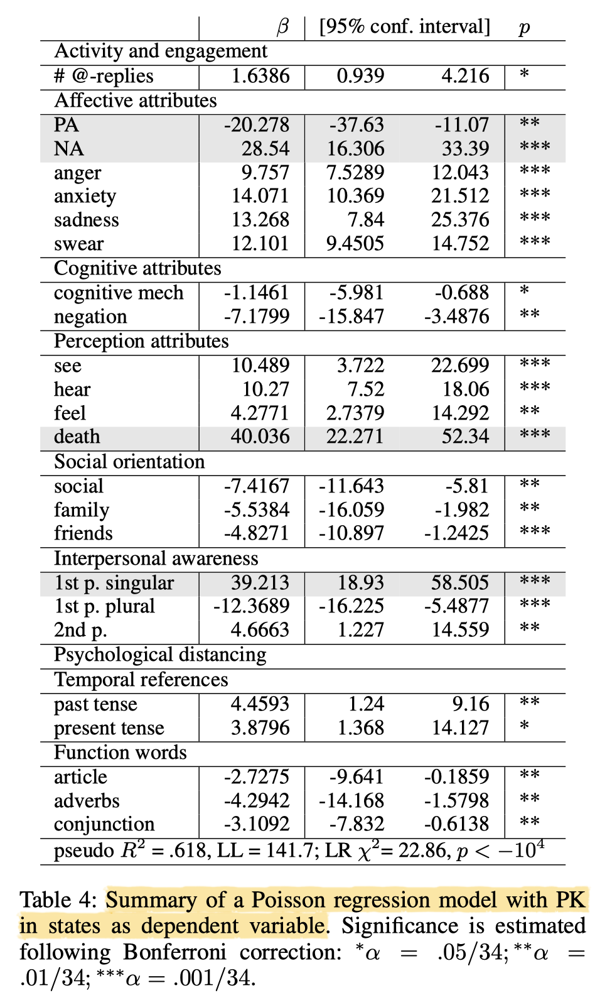 β [95% conf. interval] p
Activity and engagement
# @-replies 1.6386 0.939 4.216 *
Affective attributes
PA -20.278 -37.63 -11.07 **
NA 28.54 16.306 33.39 ***
anger 9.757 7.5289 12.043 ***
anxiety 14.071 10.369 21.512 ***
sadness 13.268 7.84 25.376 ***
swear 12.101 9.4505 14.752 ***
Cognitive attributes
cognitive mech -1.1461 -5.981 -0.688 *
negation -7.1799 -15.847 -3.4876 **
Perception attributes
see 10.489 3.722 22.699 ***
hear 10.27 7.52 18.06 ***
feel 4.2771 2.7379 14.292 **
death 40.036 22.271 52.34 ***
Social orientation
social -7.4167 -11.643 -5.81 **
family -5.5384 -16.059 -1.982 **
friends -4.8271 -10.897 -1.2425 ***
Interpersonal awareness
1st p. singular 39.213 18.93 58.505 ***
1st p. plural -12.3689 -16.225 -5.4877 ***
2nd p. 4.6663 1.227 14.559 **
Psychological distancing
Temporal references
past tense 4.4593 1.24 9.16 **
present tense 3.8796 1.368 14.127 *
Function words
article -2.7275 -9.641 -0.1859 **
adverbs -4.2942 -14.168 -1.5798 **
conjunction -3.1092 -7.832 -0.6138 **
pseudo R² = .618, LL = 141.7; LR χ²= 22.86, p < −10⁴
Table 4: Summary of a Poisson regression model with PK
in states as dependent variable. Significance is estimated
following Bonferroni correction: *α = .05/34; **α =
.01/34; ***α = .001/34.